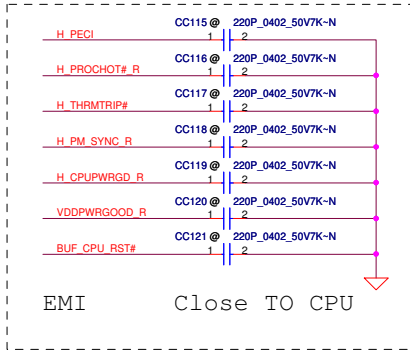 CC115 @ 220P_0402_50V7K~N
H_PECI 1 2
CC116 @ 220P_0402_50V7K~N
H_PROCHOT#_R 1 2
CC117 @ 220P_0402_50V7K~N
H_THRMTRIP# 1 2
CC118 @ 220P_0402_50V7K~N
H_PM_SYNC_R 1 2
CC119 @ 220P_0402_50V7K~N
H_CPUPWRGD_R 1 2
CC120 @ 220P_0402_50V7K~N
VDDPWRGOOD_R 1 2
CC121 @ 220P_0402_50V7K~N
BUF_CPU_RST# 1 2
EMI Close TO CPU